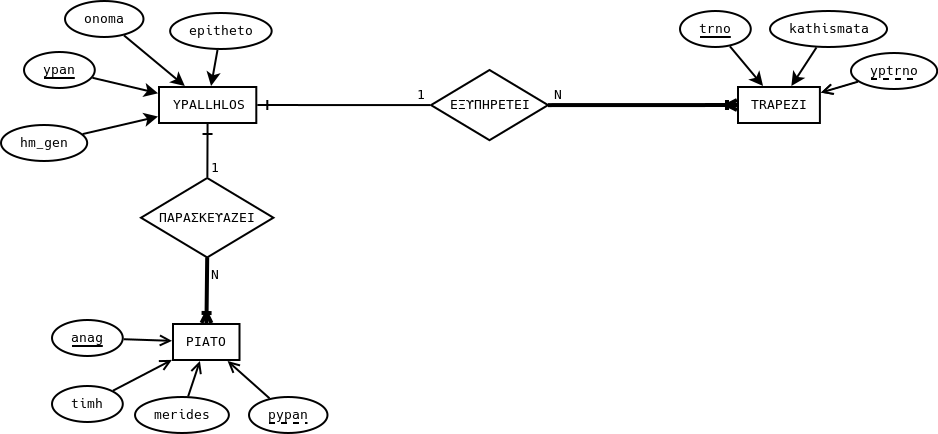 onoma
epitheto
trno
kathismata
ypan
yptrno
YPALLHLOS
1
ΕΞΥΠΗΡΕΤΕΙ
N
TRAPEZI
hm_gen
1
ΠΑΡΑΣΚΕΥΑΖΕΙ
N
anag
PIATO
timh
merides
pypan